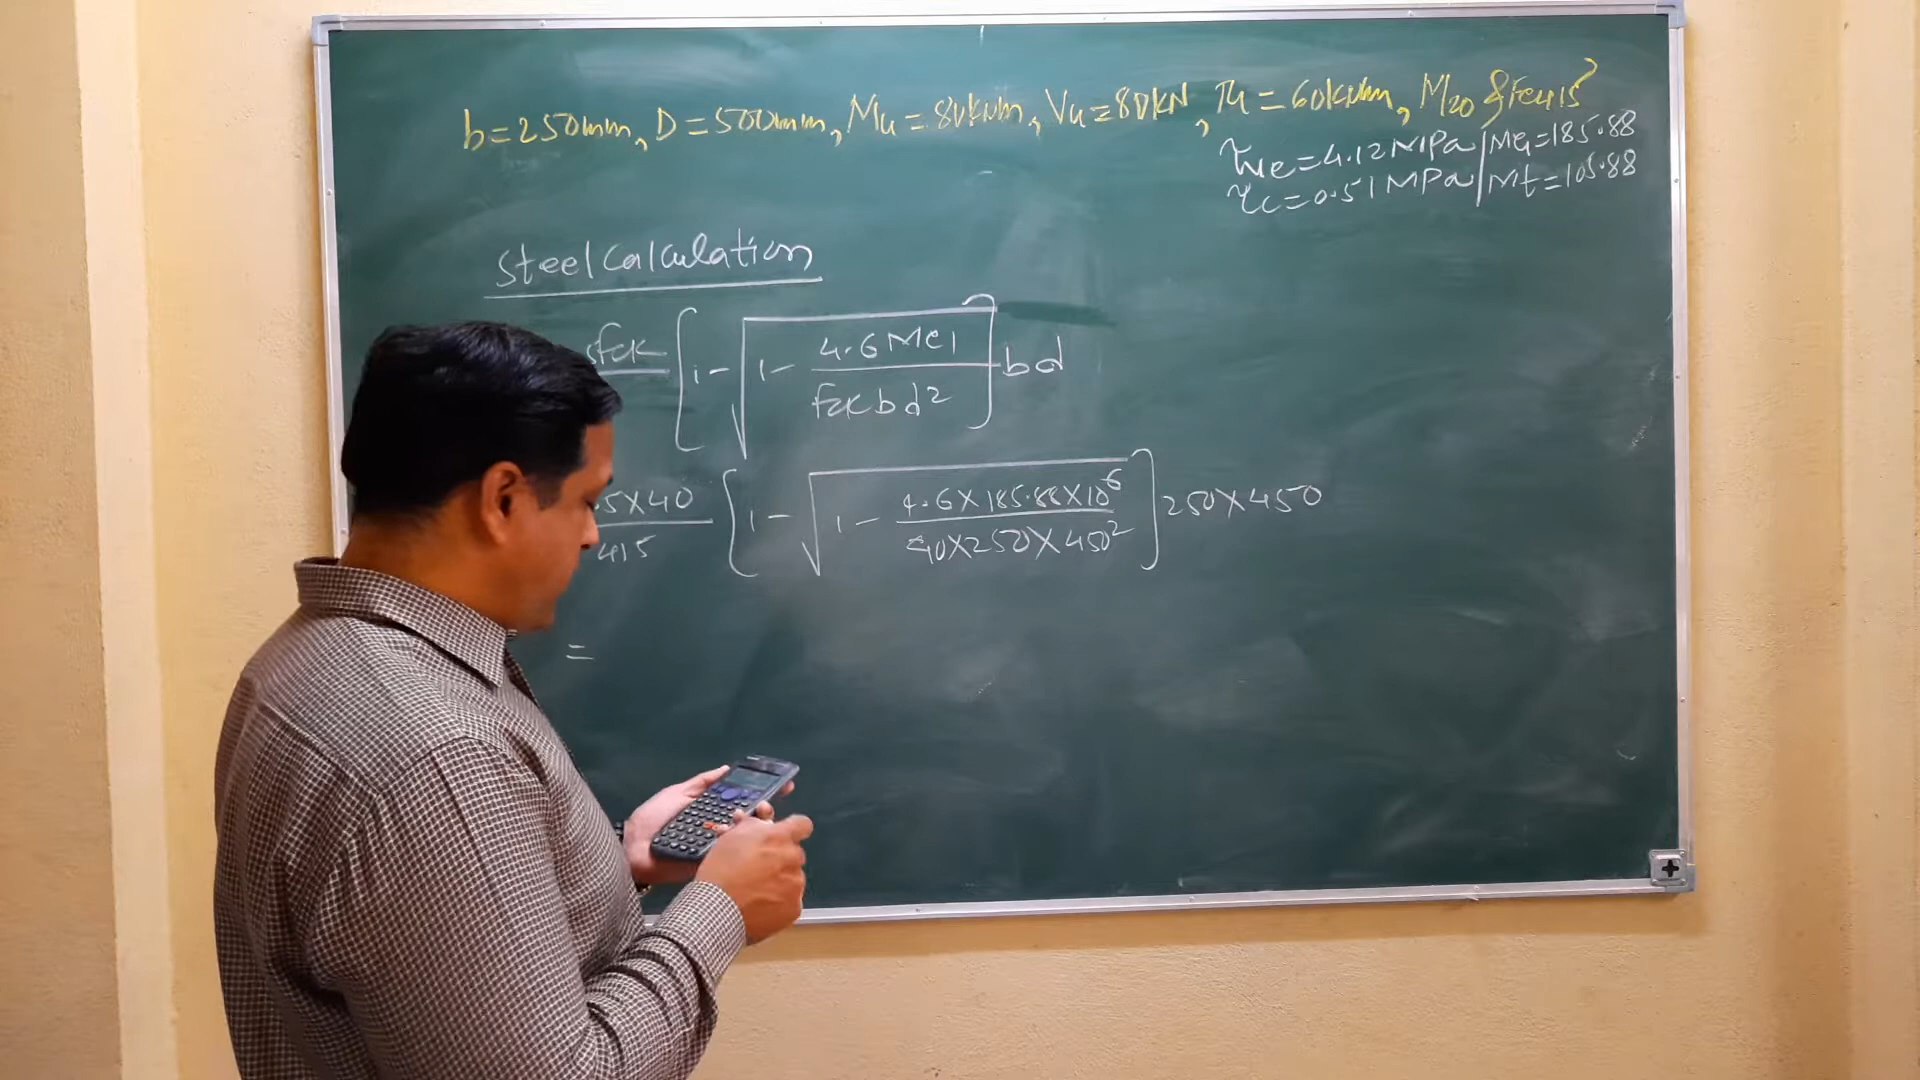 b=250mm, D=500mm, Mu=80kNm, Vu=80kN, Tu=60kNm, M20 & Fe415?
τve=4.12MPa/Me1=185.88
τc=0.51MPa/Mt=105.88
Steel Calculation
5fck [1-√1-4.6Me1/fckbd²]bd
.5X40/415 [1-√1-4.6X185.88X10⁶/40X250X450²]250X450
=